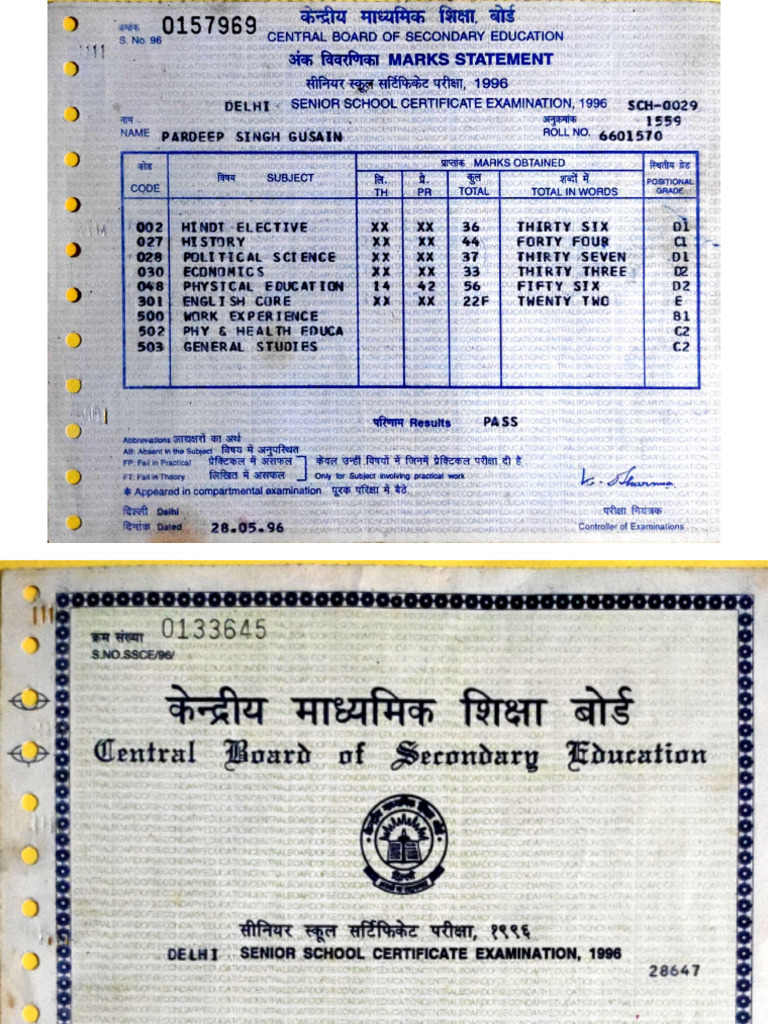 क्रमांक 0157969 केन्द्रीय माध्यमिक शिक्षा बोर्ड
S. No. 96 CENTRAL BOARD OF SECONDARY EDUCATION
अंक विवरणिका MARKS STATEMENT
सीनियर स्कूल सर्टिफिकेट परीक्षा, 1996
DELHI SENIOR SCHOOL CERTIFICATE EXAMINATION, 1996 SCH-0029
नाम अनुक्रमांक 1559
NAME PARDEEP SINGH GUSAIN ROLL NO. 6601570
कोड विषय SUBJECT प्राप्तांक MARKS OBTAINED स्थितीय ग्रेड
CODE लि. प्रे. कुल शब्दों में POSITIONAL
TH PR TOTAL TOTAL IN WORDS GRADE
002 HINDI ELECTIVE XX XX 36 THIRTY SIX D1
027 HISTORY XX XX 44 FORTY FOUR C1
028 POLITICAL SCIENCE XX XX 37 THIRTY SEVEN D1
030 ECONOMICS XX XX 33 THIRTY THREE D2
048 PHYSICAL EDUCATION 14 42 56 FIFTY SIX D2
301 ENGLISH CORE XX XX 22F TWENTY TWO E
500 WORK EXPERIENCE B1
502 PHY & HEALTH EDUCA C2
503 GENERAL STUDIES C2
परिणाम Results PASS
Abbreviations आद्यक्षरों का अर्थ
AB: Absent in the Subject विषय में अनुपस्थित
FP: Fail in Practical प्रेक्टिकल में असफल केवल उन्हीं विषयों में जिनमें प्रेक्टिकल परीक्षा दी है
FT: Fail in Theory लिखित में असफल Only for Subject involving practical work
✱ Appeared in compartmental examination पूरक परिक्षा में बैठे.
दिल्ली Delhi परीक्षा नियंत्रक
दिनांक Dated 28.05.96 Controller of Examinations
क्रम संख्या 0133645
S.NO.SSCE/96/
केन्द्रीय माध्यमिक शिक्षा बोर्ड
Central Board of Secondary Education
सीनियर स्कूल सर्टिफिकेट परीक्षा, १९९६
DELHI SENIOR SCHOOL CERTIFICATE EXAMINATION, 1996
28647